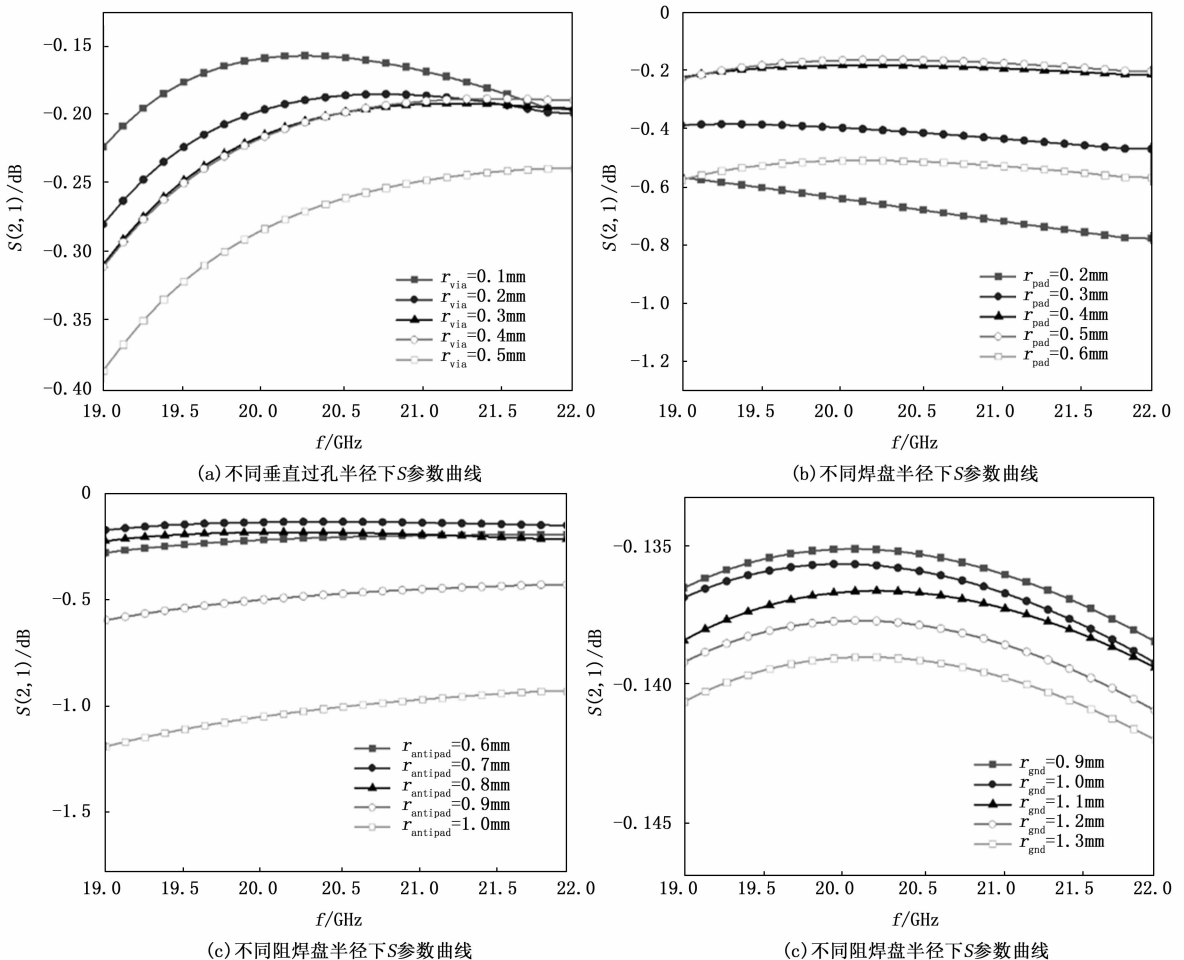 -0.15
-0.20
-0.25
-0.30
-0.35
-0.40
S(2,1)/dB
r_via=0.1mm
r_via=0.2mm
r_via=0.3mm
r_via=0.4mm
r_via=0.5mm
19.0 19.5 20.0 20.5 21.0 21.5 22.0
f/GHz
(a)不同垂直过孔半径下S参数曲线
0
-0.2
-0.4
-0.6
-0.8
-1.0
-1.2
S(2,1)/dB
r_pad=0.2mm
r_pad=0.3mm
r_pad=0.4mm
r_pad=0.5mm
r_pad=0.6mm
19.0 19.5 20.0 20.5 21.0 21.5 22.0
f/GHz
(b)不同焊盘半径下S参数曲线
0
-0.5
-1.0
-1.5
S(2,1)/dB
r_antipad=0.6mm
r_antipad=0.7mm
r_antipad=0.8mm
r_antipad=0.9mm
r_antipad=1.0mm
19.0 19.5 20.0 20.5 21.0 21.5 22.0
f/GHz
(c)不同阻焊盘半径下S参数曲线
-0.135
-0.140
-0.145
S(2,1)/dB
r_gnd=0.9mm
r_gnd=1.0mm
r_gnd=1.1mm
r_gnd=1.2mm
r_gnd=1.3mm
19.0 19.5 20.0 20.5 21.0 21.5 22.0
f/GHz
(c)不同阻焊盘半径下S参数曲线